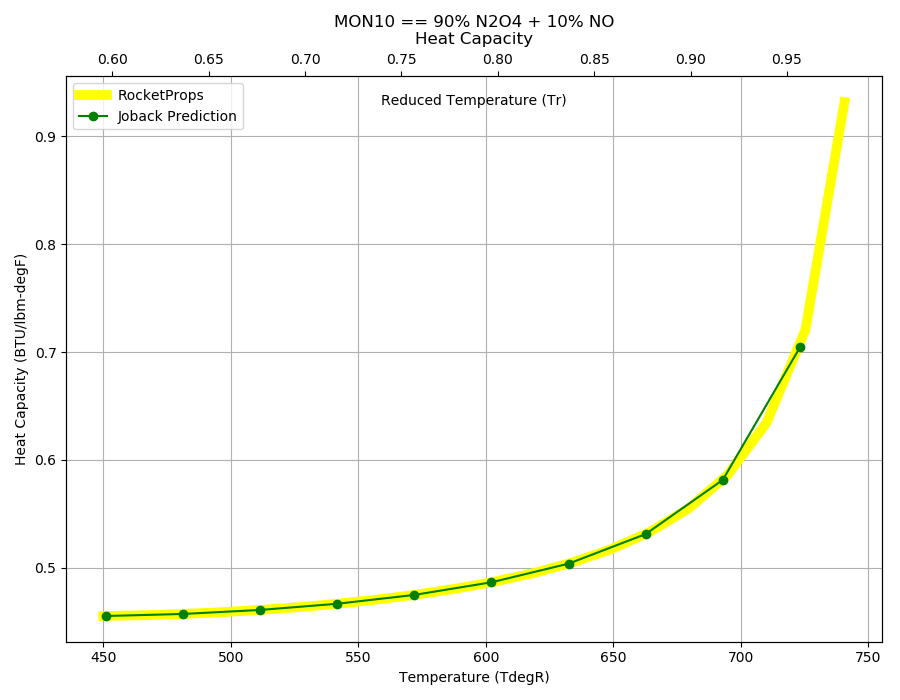 MON10 == 90% N2O4 + 10% NO
Heat Capacity
0.60 0.65 0.70 0.75 0.80 0.85 0.90 0.95
Reduced Temperature (Tr)
RocketProps
Joback Prediction
0.9
0.8
0.7
0.6
0.5
Heat Capacity (BTU/lbm-degF)
450 500 550 600 650 700 750
Temperature (TdegR)